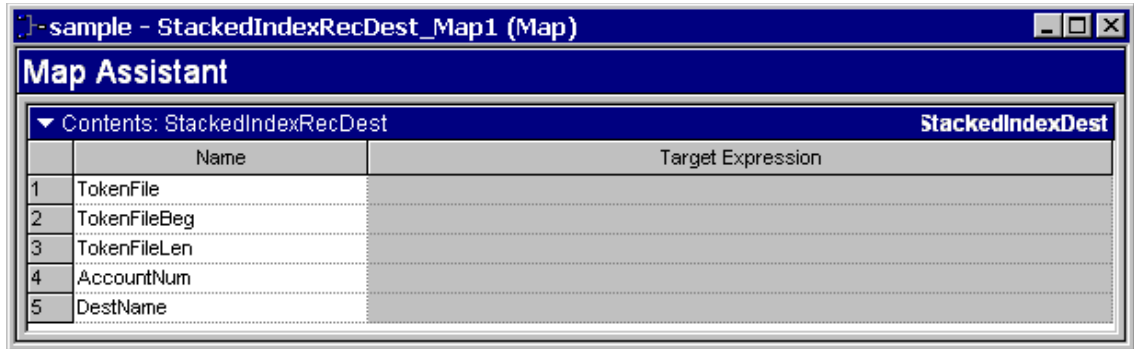 sample - StackedIndexRecDest_Map1 (Map)
Map Assistant
Contents: StackedIndexRecDest StackedIndexDest
Name Target Expression
1 TokenFile
2 TokenFileBeg
3 TokenFileLen
4 AccountNum
5 DestName